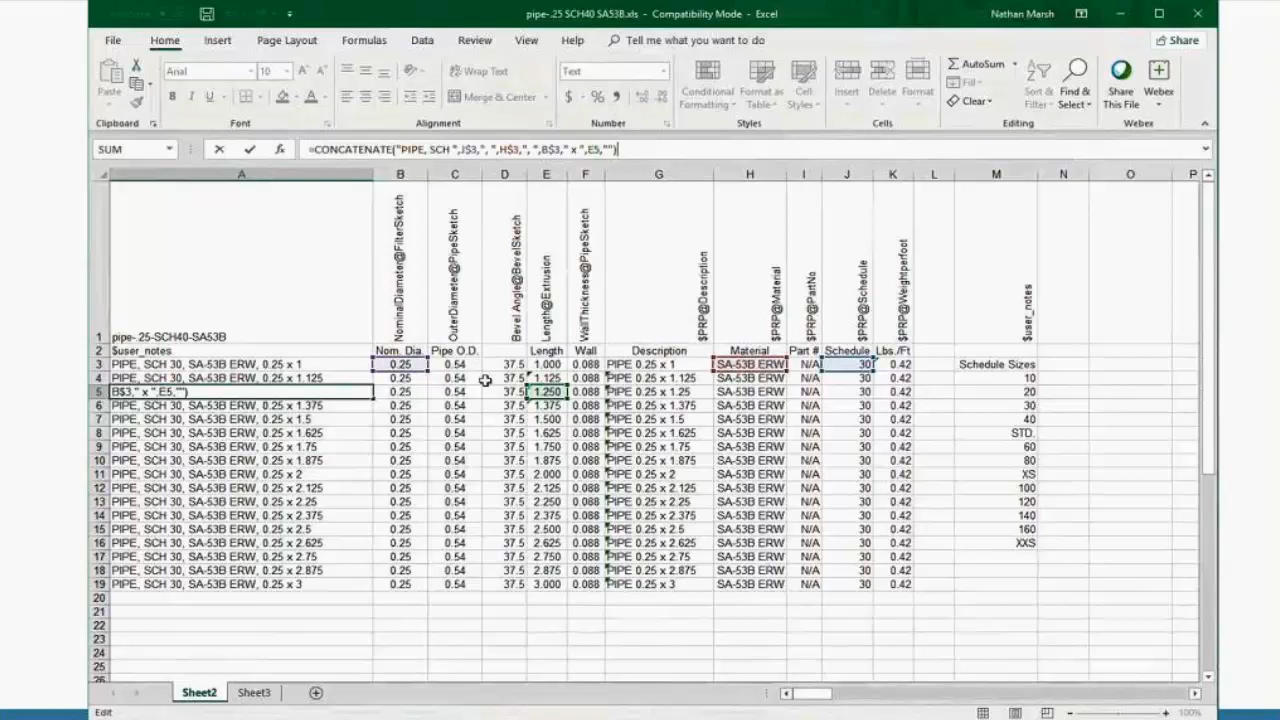 pipe-.25 SCH40 SA53B.xls - Compatibility Mode - Excel
Nathan Marsh
File Home Insert Page Layout Formulas Data Review View Help Tell me what you want to do Share
Paste Arial 10 Wrap Text Text AutoSum
Fill
Clear
B I U Merge & Center $ % Conditional Formatting Format as Table Cell Styles Insert Delete Format Sort & Filter Find & Select Share This File Webex
Clipboard Font Alignment Number Styles Cells Editing Webex
SUM =CONCATENATE("PIPE, SCH ",J$3,", ",H$3,", ",B$3," x ",E5,"")
A B C D E F G H I J K L M N O P
1 pipe-.25-SCH40-SA53B NominalDiameter@FilterSketch OuterDiameter@PipeSketch Bevel Angle@BevelSketch Length@Extrusion WallThickness@PipeSketch $PRP@Description $PRP@Material $PRP@PartNo $PRP@Schedule $PRP@Weightperfoot $user_notes
2 $user_notes Nom. Dia. Pipe O.D. Length Wall Description Material Part # Schedule Lbs./Ft
3 PIPE, SCH 30, SA-53B ERW, 0.25 x 1 0.25 0.54 37.5 1.000 0.088 PIPE 0.25 x 1 SA-53B ERW N/A 30 0.42 Schedule Sizes
4 PIPE, SCH 30, SA-53B ERW, 0.25 x 1.125 0.25 0.54 37.5 1.125 0.088 PIPE 0.25 x 1.125 SA-53B ERW N/A 30 0.42 10
5 B$3," x ",E5,"") 0.25 0.54 37.5 1.250 0.088 PIPE 0.25 x 1.25 SA-53B ERW N/A 30 0.42 20
6 PIPE, SCH 30, SA-53B ERW, 0.25 x 1.375 0.25 0.54 37.5 1.375 0.088 PIPE 0.25 x 1.375 SA-53B ERW N/A 30 0.42 30
7 PIPE, SCH 30, SA-53B ERW, 0.25 x 1.5 0.25 0.54 37.5 1.500 0.088 PIPE 0.25 x 1.5 SA-53B ERW N/A 30 0.42 40
8 PIPE, SCH 30, SA-53B ERW, 0.25 x 1.625 0.25 0.54 37.5 1.625 0.088 PIPE 0.25 x 1.625 SA-53B ERW N/A 30 0.42 STD.
9 PIPE, SCH 30, SA-53B ERW, 0.25 x 1.75 0.25 0.54 37.5 1.750 0.088 PIPE 0.25 x 1.75 SA-53B ERW N/A 30 0.42 60
10 PIPE, SCH 30, SA-53B ERW, 0.25 x 1.875 0.25 0.54 37.5 1.875 0.088 PIPE 0.25 x 1.875 SA-53B ERW N/A 30 0.42 80
11 PIPE, SCH 30, SA-53B ERW, 0.25 x 2 0.25 0.54 37.5 2.000 0.088 PIPE 0.25 x 2 SA-53B ERW N/A 30 0.42 XS
12 PIPE, SCH 30, SA-53B ERW, 0.25 x 2.125 0.25 0.54 37.5 2.125 0.088 PIPE 0.25 x 2.125 SA-53B ERW N/A 30 0.42 100
13 PIPE, SCH 30, SA-53B ERW, 0.25 x 2.25 0.25 0.54 37.5 2.250 0.088 PIPE 0.25 x 2.25 SA-53B ERW N/A 30 0.42 120
14 PIPE, SCH 30, SA-53B ERW, 0.25 x 2.375 0.25 0.54 37.5 2.375 0.088 PIPE 0.25 x 2.375 SA-53B ERW N/A 30 0.42 140
15 PIPE, SCH 30, SA-53B ERW, 0.25 x 2.5 0.25 0.54 37.5 2.500 0.088 PIPE 0.25 x 2.5 SA-53B ERW N/A 30 0.42 160
16 PIPE, SCH 30, SA-53B ERW, 0.25 x 2.625 0.25 0.54 37.5 2.625 0.088 PIPE 0.25 x 2.625 SA-53B ERW N/A 30 0.42 XXS
17 PIPE, SCH 30, SA-53B ERW, 0.25 x 2.75 0.25 0.54 37.5 2.750 0.088 PIPE 0.25 x 2.75 SA-53B ERW N/A 30 0.42
18 PIPE, SCH 30, SA-53B ERW, 0.25 x 2.875 0.25 0.54 37.5 2.875 0.088 PIPE 0.25 x 2.875 SA-53B ERW N/A 30 0.42
19 PIPE, SCH 30, SA-53B ERW, 0.25 x 3 0.25 0.54 37.5 3.000 0.088 PIPE 0.25 x 3 SA-53B ERW N/A 30 0.42
20
21
22
23
24
25
Sheet2 Sheet3
Edit 100%